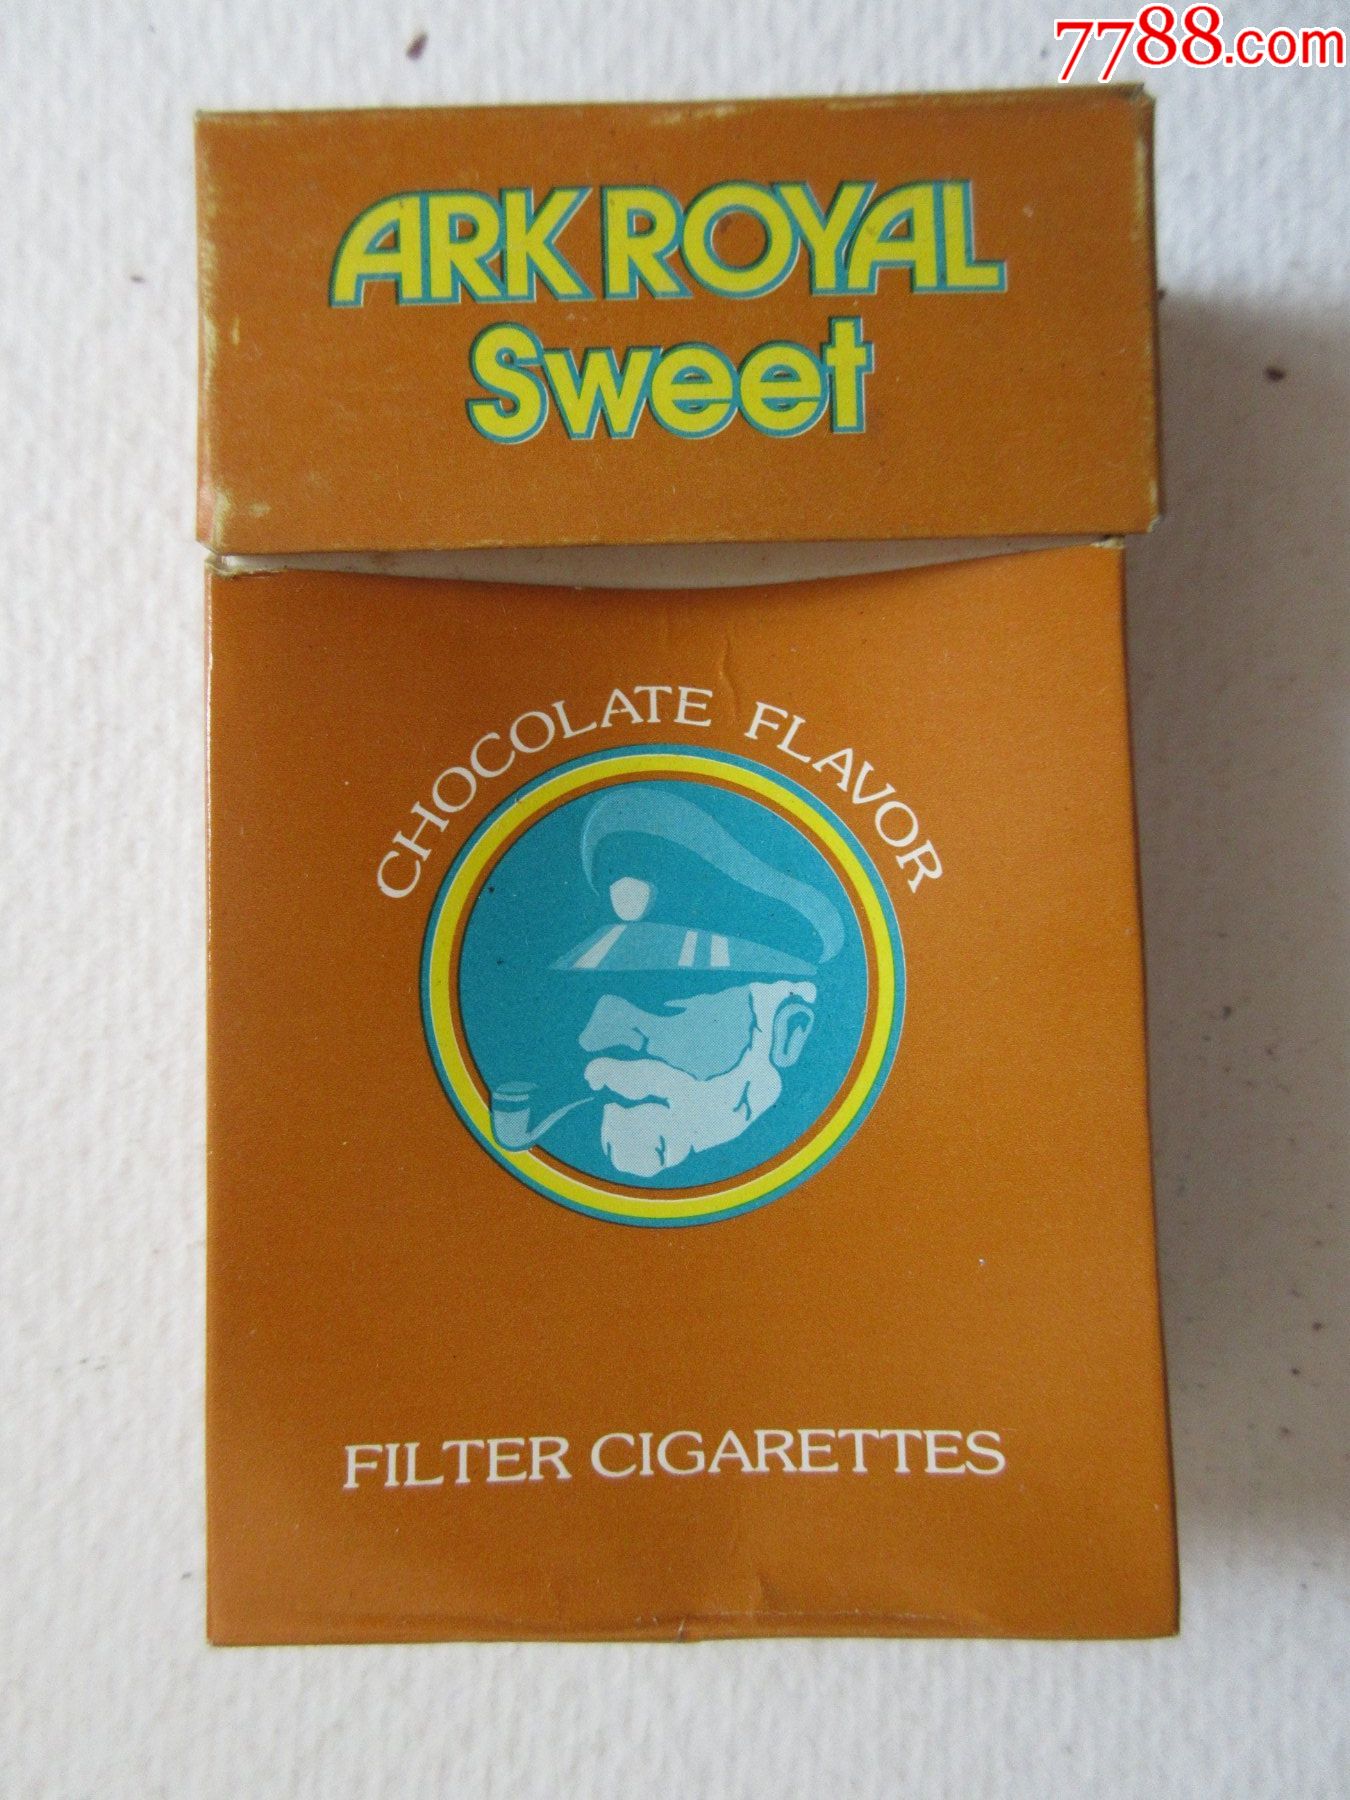 7788.com
ARK ROYAL
Sweet
CHOCOLATE FLAVOR
FILTER CIGARETTES